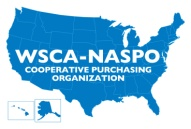 WSCA-NASPO
COOPERATIVE PURCHASING
ORGANIZATION